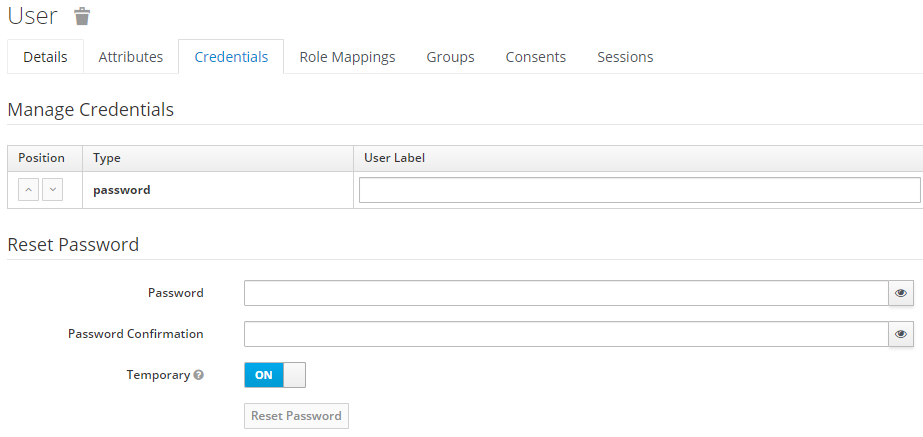 User
Details Attributes Credentials Role Mappings Groups Consents Sessions
Manage Credentials
Position Type User Label
password
Reset Password
Password
Password Confirmation
Temporary ?
ON
Reset Password